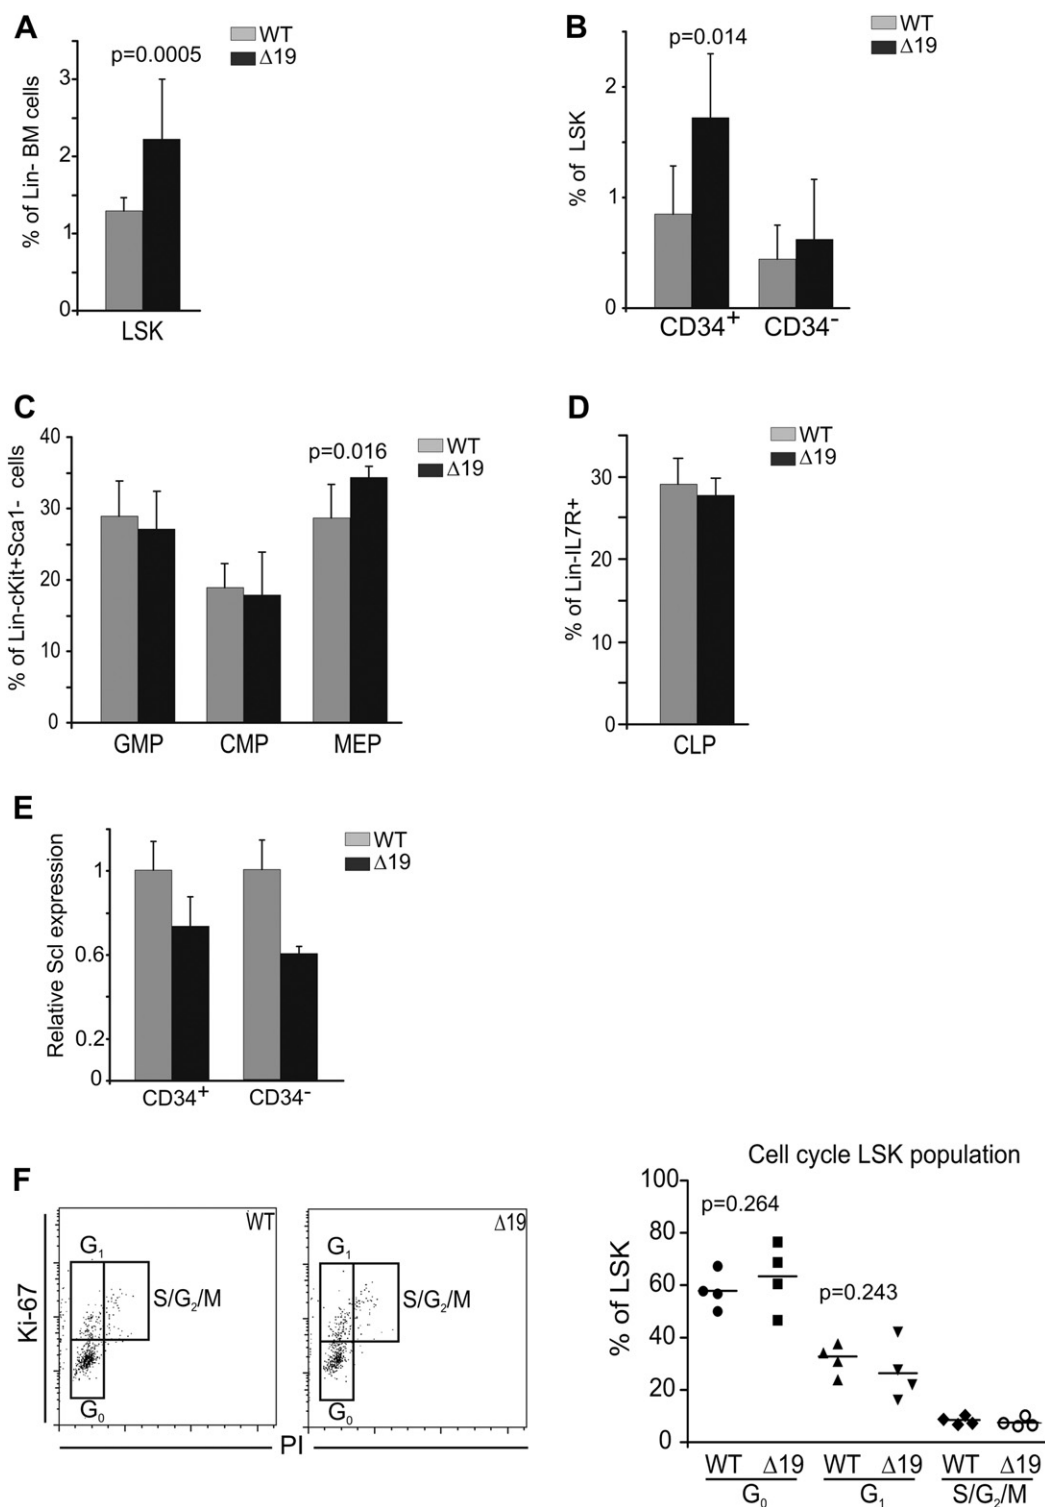 A
WT
Δ19
p=0.0005
% of Lin- BM cells
3
2
1
0
LSK
B
WT
Δ19
p=0.014
% of LSK
2
1
0
CD34⁺
CD34⁻
C
WT
Δ19
p=0.016
% of Lin-cKit+Sca1- cells
40
30
20
10
0
GMP CMP MEP
D
WT
Δ19
% of Lin-IL7R+
30
20
10
0
CLP
E
WT
Δ19
Relative Scl expression
1
0.6
0.2
0
CD34⁺ CD34⁻
F
Ki-67
WT
G₁
S/G₂/M
G₀
Δ19
G₁
S/G₂/M
G₀
PI
Cell cycle LSK population
% of LSK
100
80
60
40
20
0
p=0.264
p=0.243
WT Δ19 WT Δ19 WT Δ19
G₀ G₁ S/G₂/M